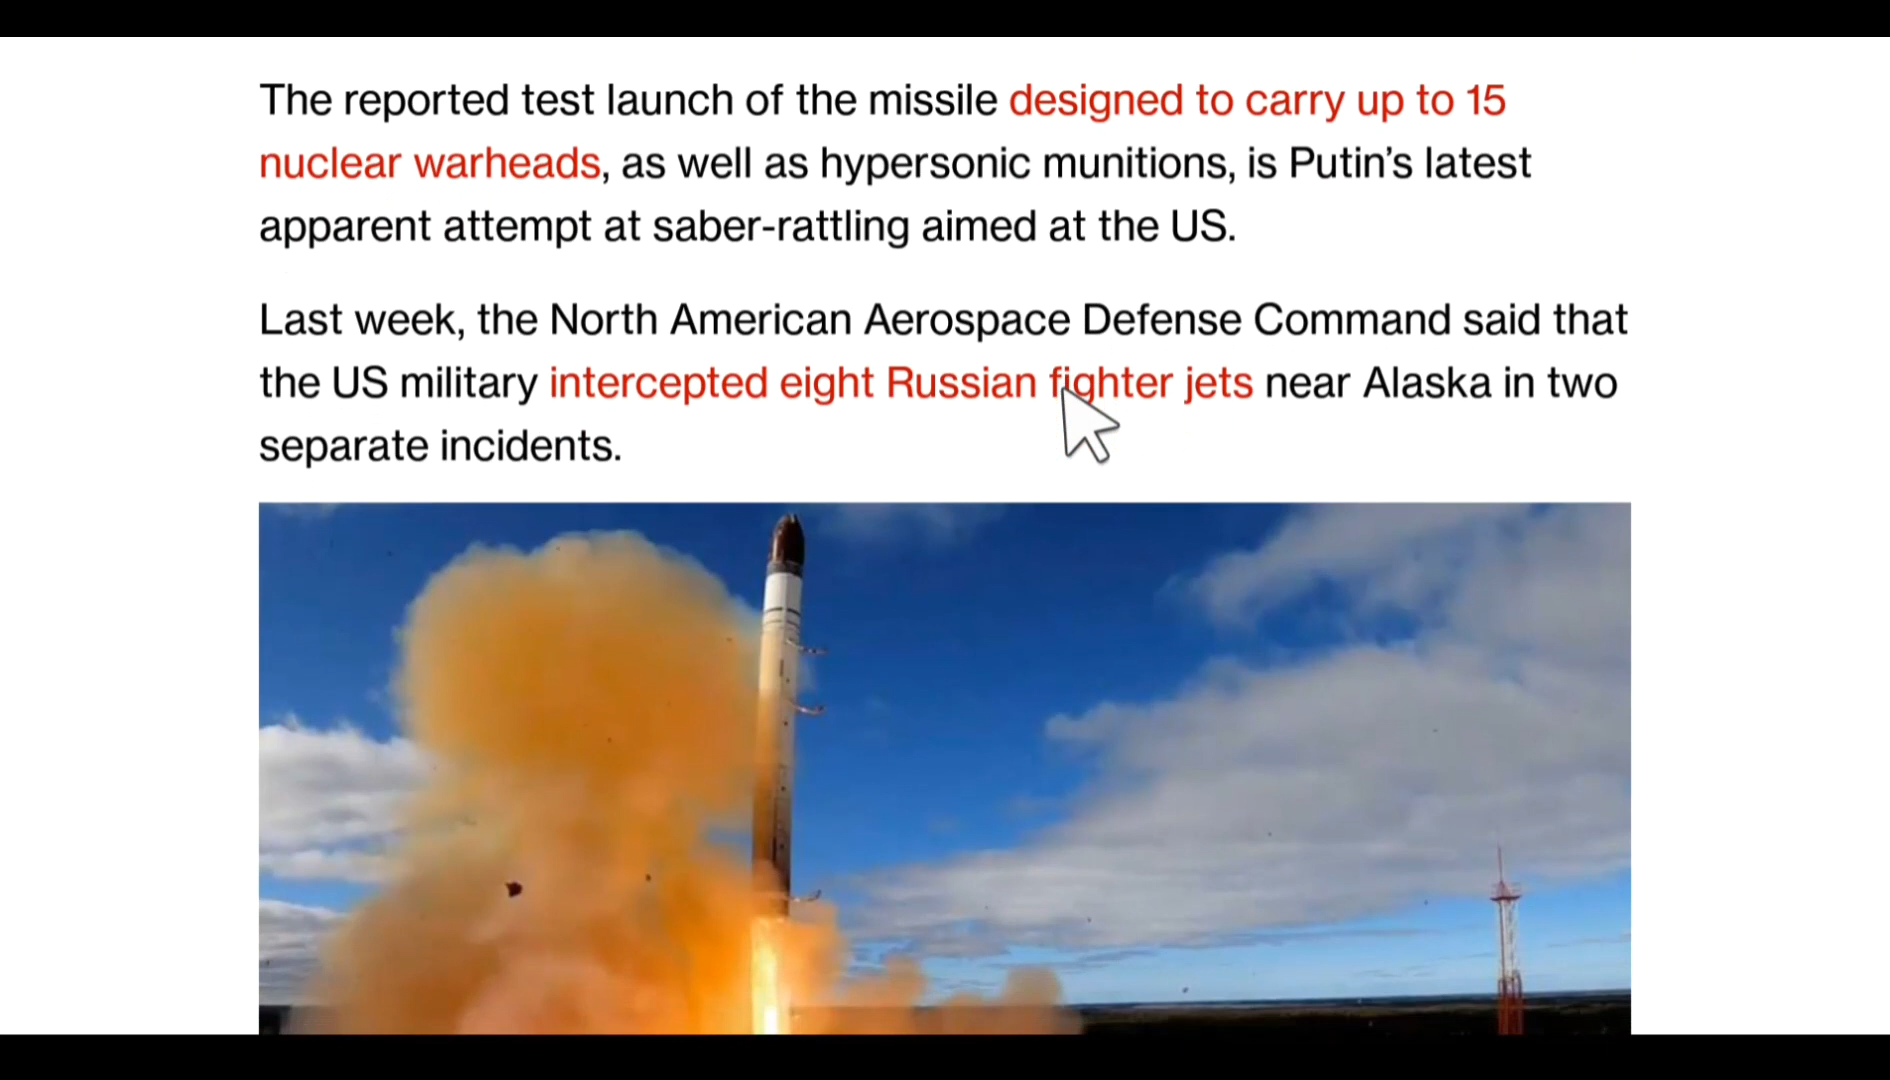 The reported test launch of the missile designed to carry up to 15
nuclear warheads, as well as hypersonic munitions, is Putin’s latest
apparent attempt at saber-rattling aimed at the US.
Last week, the North American Aerospace Defense Command said that
the US military intercepted eight Russian fighter jets near Alaska in two
separate incidents.